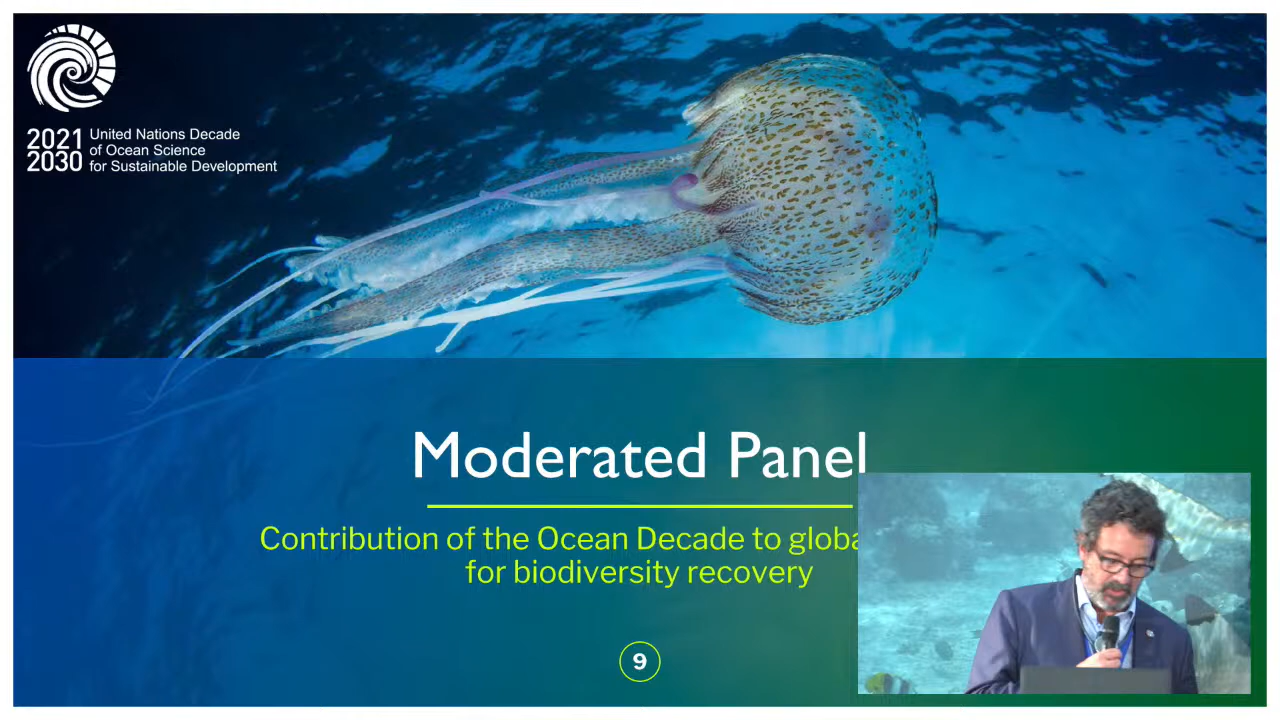 2021
2030
United Nations Decade
of Ocean Science
for Sustainable Development
Moderated Panel
Contribution of the Ocean Decade to
for biodiversity recovery
9